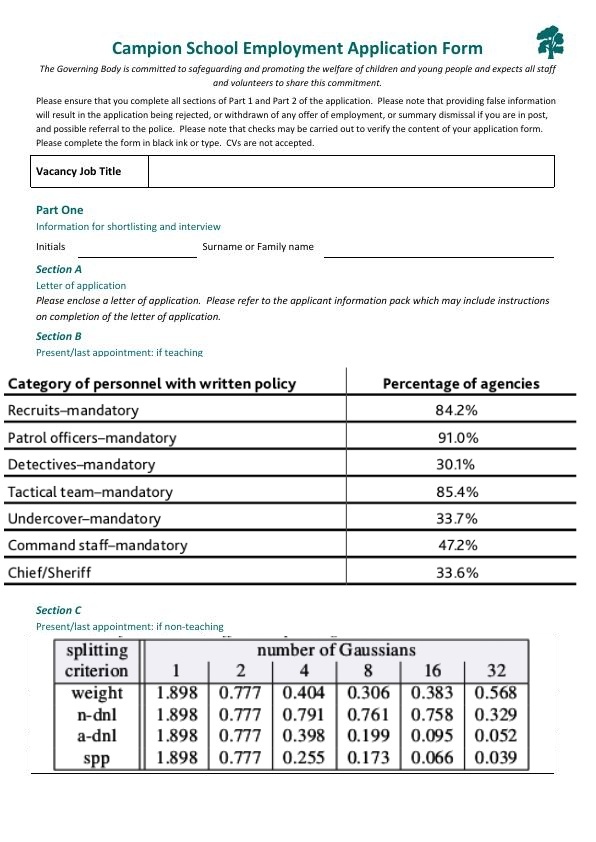 Campion School Employment Application Form
The Governing Body is committed to safeguarding and promoting the welfare of children and young people and expects all staff
and volunteers to share this commitment.
Please ensure that you complete all sections of Part 1 and Part 2 of the application.  Please note that providing false information
will result in the application being rejected, or withdrawn of any offer of employment, or summary dismissal if you are in post,
and possible referral to the police.  Please note that checks may be carried out to verify the content of your application form.
Please complete the form in black ink or type.  CVs are not accepted.
Vacancy Job Title
Part One
Information for shortlisting and interview
Initials Surname or Family name
Section A
Letter of application
Please enclose a letter of application.  Please refer to the applicant information pack which may include instructions
on completion of the letter of application.
Section B
Present/last appointment: if teaching
Category of personnel with written policy Percentage of agencies
Recruits–mandatory 84.2%
Patrol officers–mandatory 91.0%
Detectives–mandatory 30.1%
Tactical team–mandatory 85.4%
Undercover–mandatory 33.7%
Command staff–mandatory 47.2%
Chief/Sheriff 33.6%
Section C
Present/last appointment: if non-teaching
splitting number of Gaussians
criterion 1 2 4 8 16 32
weight 1.898 0.777 0.404 0.306 0.383 0.568
n-dnl 1.898 0.777 0.791 0.761 0.758 0.329
a-dnl 1.898 0.777 0.398 0.199 0.095 0.052
spp 1.898 0.777 0.255 0.173 0.066 0.039